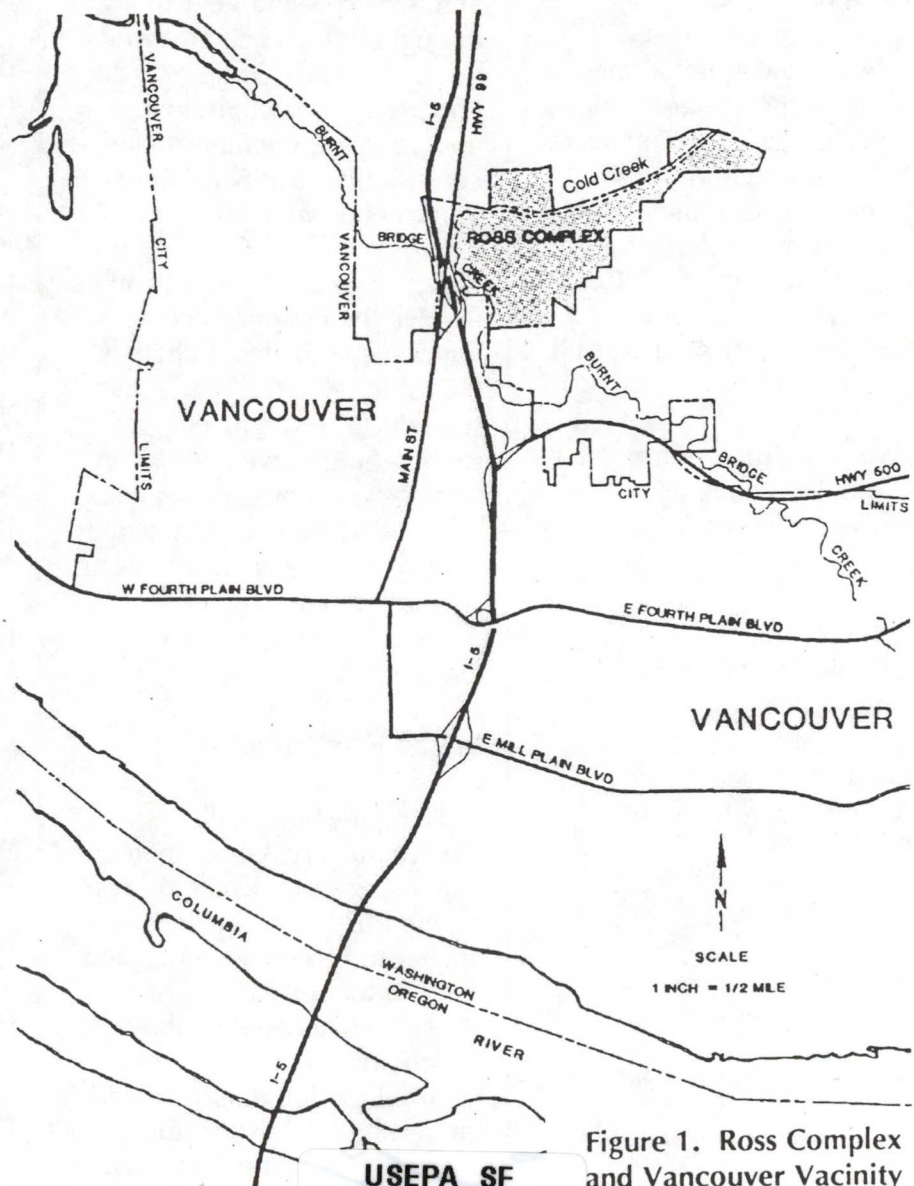 VANCOUVER
CITY
LIMITS
BURNT
BRIDGE
CREEK
VANCOUVER
I-5
HWY 99
Cold Creek
ROSS COMPLEX
VANCOUVER
MAIN ST
BURNT
BRIDGE
CREEK
CITY
LIMITS
HWY 500
W FOURTH PLAIN BLVD
E FOURTH PLAIN BLVD
I-5
E MILL PLAIN BLVD
VANCOUVER
N
SCALE
1 INCH = 1/2 MILE
COLUMBIA
RIVER
WASHINGTON
OREGON
I-5
Figure 1. Ross Complex
and Vancouver Vacinity
USEPA SF